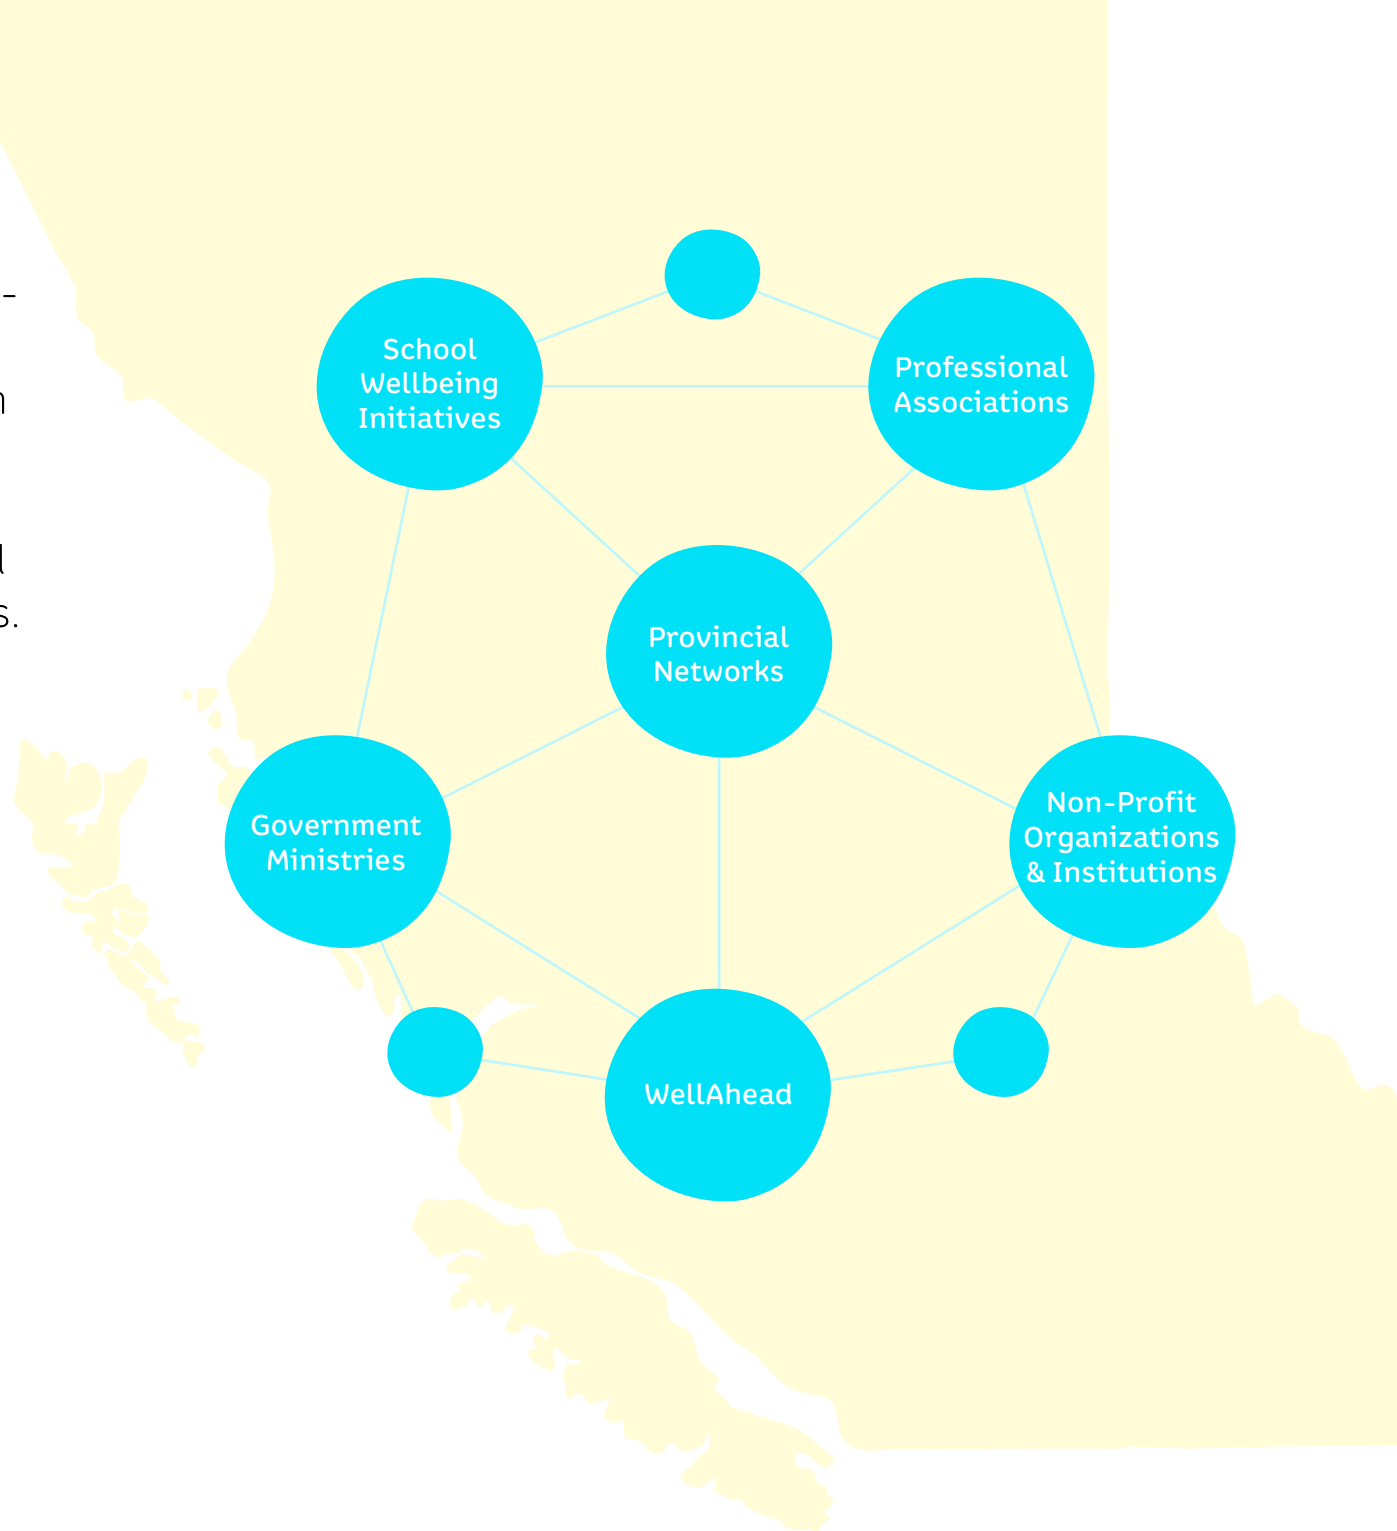 School
Wellbeing
Initiatives
Professional
Associations
Provincial
Networks
Government
Ministries
Non-Profit
Organizations
& Institutions
WellAhead